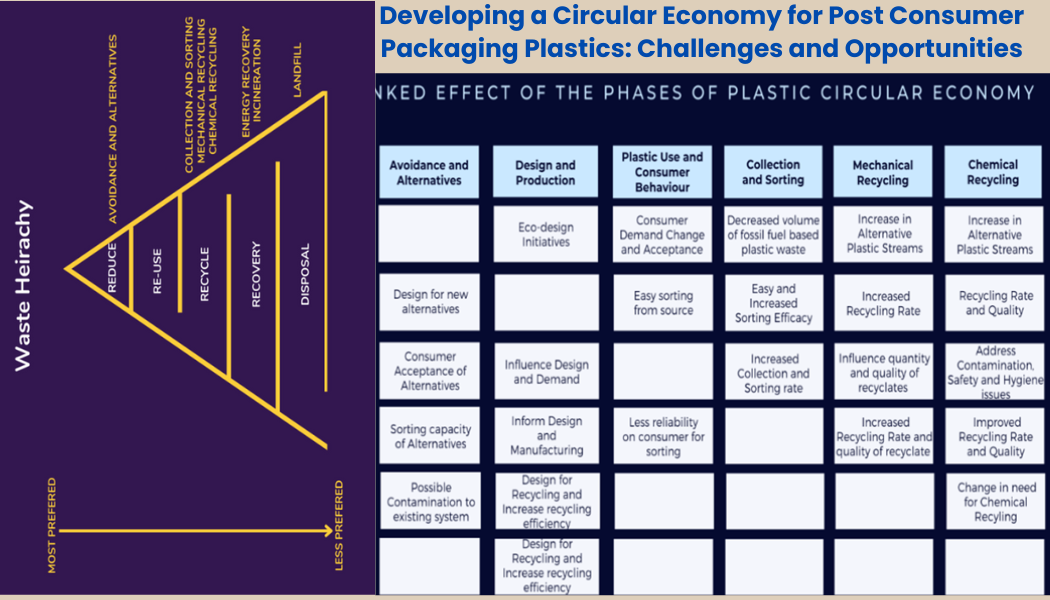 Developing a Circular Economy for Post Consumer
Packaging Plastics: Challenges and Opportunities
Waste Heirachy
AVOIDANCE AND ALTERNATIVES
COLLECTION AND SORTING
MECHANICAL RECYCLING
CHEMICAL RECYCLING
ENERGY RECOVERY
INCINERATION
LANDFILL
REDUCE
RE-USE
RECYCLE
RECOVERY
DISPOSAL
MOST PREFERED
LESS PREFERED
NKED EFFECT OF THE PHASES OF PLASTIC CIRCULAR ECONOMY
Avoidance and
Alternatives
Design and
Production
Plastic Use and
Consumer
Behaviour
Collection
and Sorting
Mechanical
Recycling
Chemical
Recycling
Eco-design
Initiatives
Consumer
Demand Change
and Acceptance
Decreased volume
of fossil fuel based
plastic waste
Increase in
Alternative
Plastic Streams
Increase in
Alternative
Plastic Streams
Design for new
alternatives
Easy sorting
from source
Easy and
Increased
Sorting Efficacy
Increased
Recycling Rate
Recycling Rate
and Quality
Consumer
Acceptance of
Alternatives
Influence Design
and Demand
Increased
Collection and
Sorting rate
Influence quantity
and quality of
recyclates
Address
Contamination,
Safety and Hygiene
issues
Sorting capacity
of Alternatives
Inform Design
and
Manufacturing
Less reliability
on consumer for
sorting
Increased
Recycling Rate and
quality of recyclate
Improved
Recycling Rate
and Quality
Possible
Contamination to
existing system
Design for
Recycling and
Increase recycling
efficiency
Change in need
for Chemical
Recyling
Design for
Recycling and
Increase recycling
efficiency